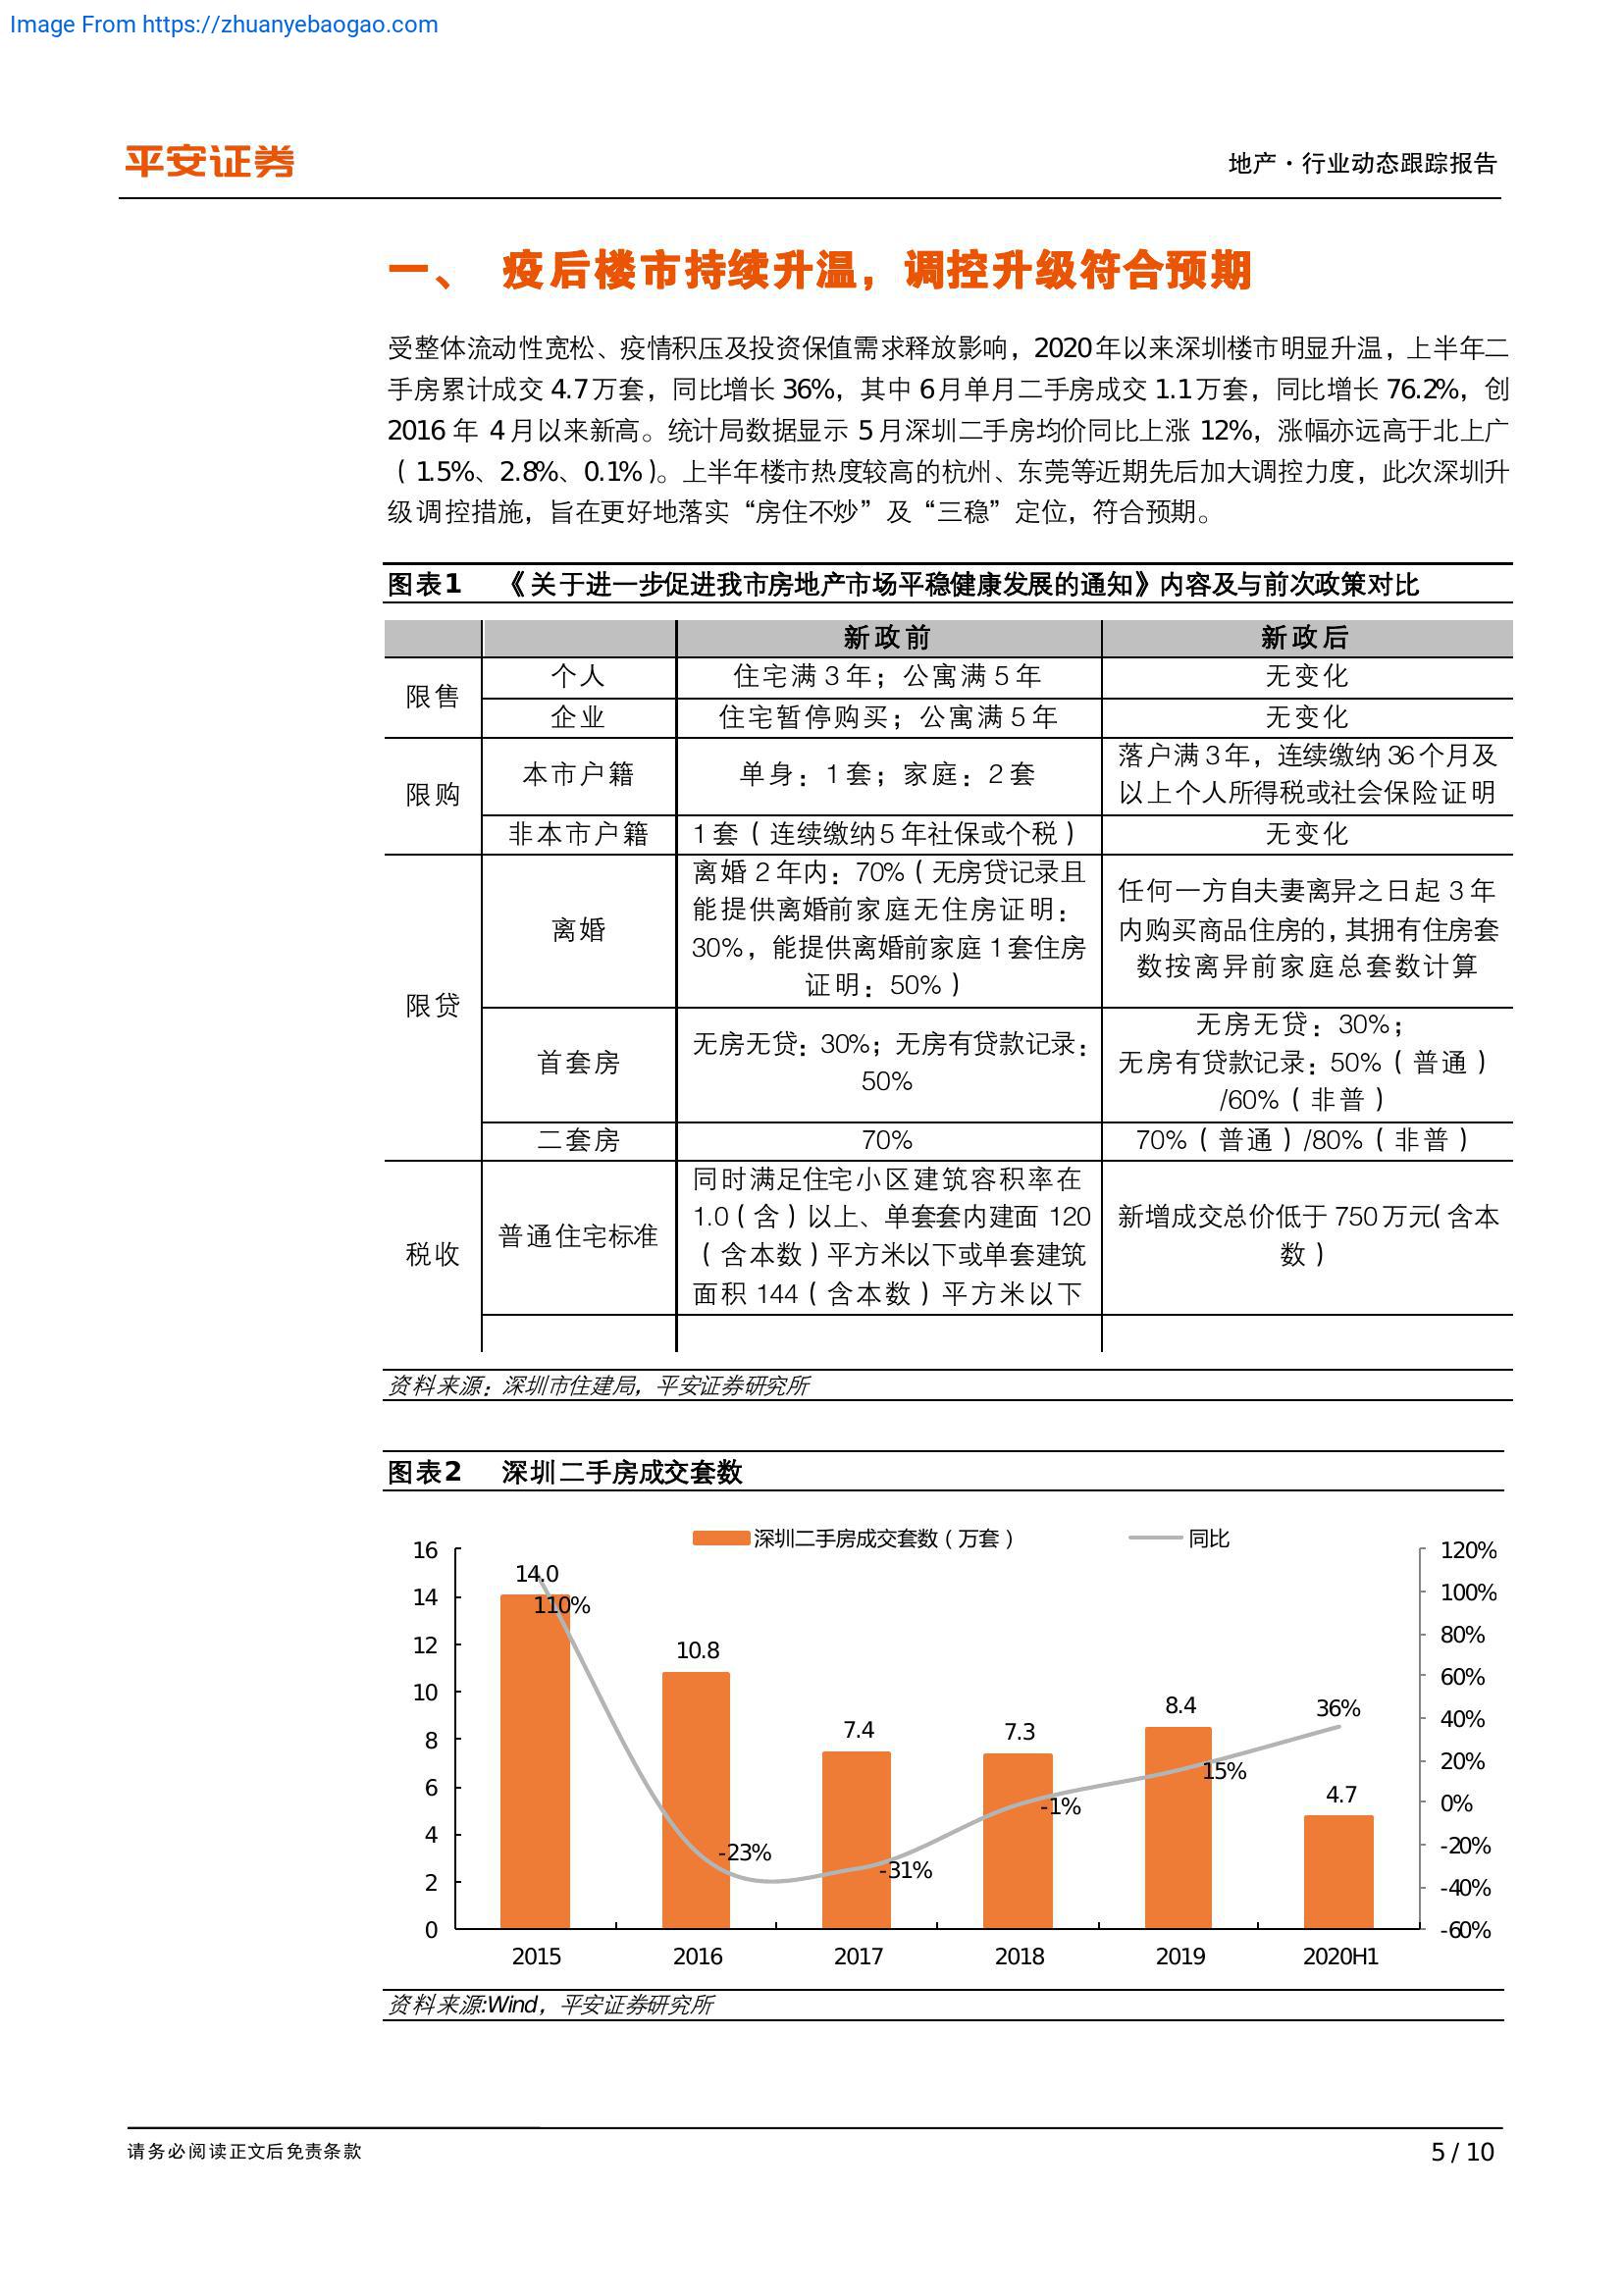 Image From https://zhuanyebaogao.com
平安证券
地产·行业动态跟踪报告
一、 疫后楼市持续升温，调控升级符合预期
受整体流动性宽松、疫情积压及投资保值需求释放影响，2020年以来深圳楼市明显升温，上半年二
手房累计成交 4.7万套，同比增长 36%，其中 6月单月二手房成交 1.1万套，同比增长 76.2%，创
2016 年 4月以来新高。统计局数据显示 5月深圳二手房均价同比上涨 12%，涨幅亦远高于北上广
（1.5%、2.8%、0.1%）。上半年楼市热度较高的杭州、东莞等近期先后加大调控力度，此次深圳升
级调控措施，旨在更好地落实“房住不炒”及“三稳”定位，符合预期。
图表1 《关于进一步促进我市房地产市场平稳健康发展的通知》内容及与前次政策对比
新政前 新政后
限售
个人 住宅满 3 年；公寓满 5 年 无变化
企业 住宅暂停购买；公寓满 5 年 无变化
限购
本市户籍 单身：1 套；家庭：2 套
落户满 3 年，连续缴纳 36 个月及
以上个人所得税或社会保险证明
非本市户籍 1 套（连续缴纳 5 年社保或个税） 无变化
限贷
离婚
离婚 2 年内：70%（无房贷记录且
能提供离婚前家庭无住房证明：
30%，能提供离婚前家庭 1 套住房
证明：50%）
任何一方自夫妻离异之日起 3 年
内购买商品住房的，其拥有住房套
数按离异前家庭总套数计算
首套房
无房无贷：30%；无房有贷款记录：
50%
无房无贷：30%；
无房有贷款记录：50%（普通）
/60%（非普）
二套房 70% 70%（普通）/80%（非普）
税收
普通住宅标准
同时满足住宅小区建筑容积率在
1.0（含）以上、单套套内建面 120
（含本数）平方米以下或单套建筑
面积 144（含本数）平方米以下
新增成交总价低于 750 万元(含本
数）
资料来源：深圳市住建局，平安证券研究所
图表2 深圳二手房成交套数
深圳二手房成交套数（万套） 同比
16
14
12
10
8
6
4
2
0
14.0
110%
10.8
-23%
7.4
-31%
7.3
-1%
8.4
15%
36%
4.7
120%
100%
80%
60%
40%
20%
0%
-20%
-40%
-60%
2015 2016 2017 2018 2019 2020H1
资料来源:Wind，平安证券研究所
请务必阅读正文后免责条款
5 / 10